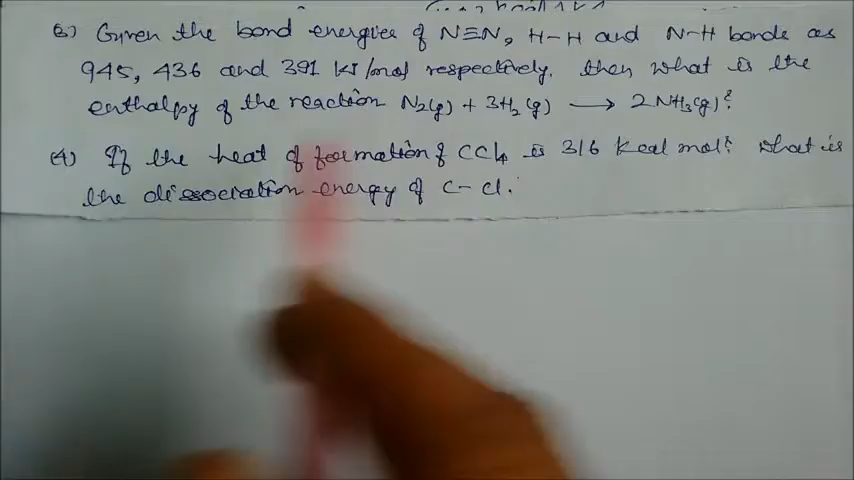 (3) Given the bond energies of N≡N, H-H and N-H bonds as
945, 436 and 391 KJ/mol respectively. then what is the
enthalpy of the reaction N₂(g) + 3H₂(g) ⟶ 2NH₃(g)?
(4) If the heat of formation of CCl₄ is 316 Kcal mol⁻¹. What is
the dissociation energy of C-Cl.